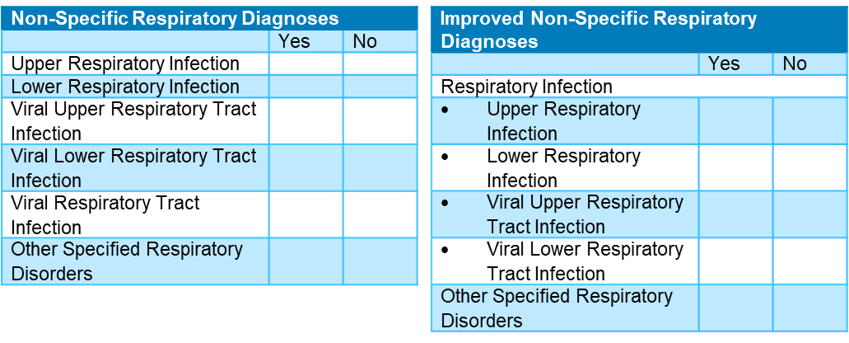 Non-Specific Respiratory Diagnoses
Yes No
Upper Respiratory Infection
Lower Respiratory Infection
Viral Upper Respiratory Tract
Infection
Viral Lower Respiratory Tract
Infection
Viral Respiratory Tract
Infection
Other Specified Respiratory
Disorders
Improved Non-Specific Respiratory
Diagnoses
Yes No
Respiratory Infection
• Upper Respiratory
Infection
• Lower Respiratory
Infection
• Viral Upper Respiratory
Tract Infection
• Viral Lower Respiratory
Tract Infection
Other Specified Respiratory
Disorders